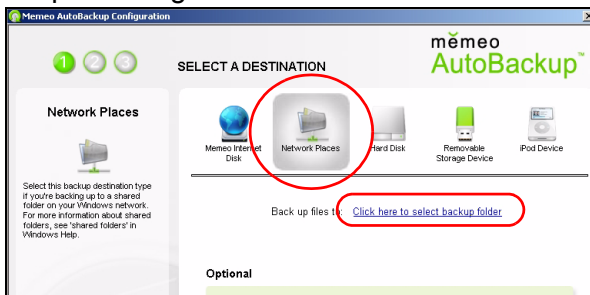 Memeo AutoBackup Configuration
mĕmeo
AutoBackup™
1 2 3
SELECT A DESTINATION
Network Places
Select this backup destination type
if you're backing up to a shared
folder on your Windows network.
For more information about shared
folders, see 'shared folders' in
Windows Help.
Memeo Internet
Disk
Network Places
Hard Disk
Removable
Storage Device
iPod Device
Back up files to: Click here to select backup folder
Optional